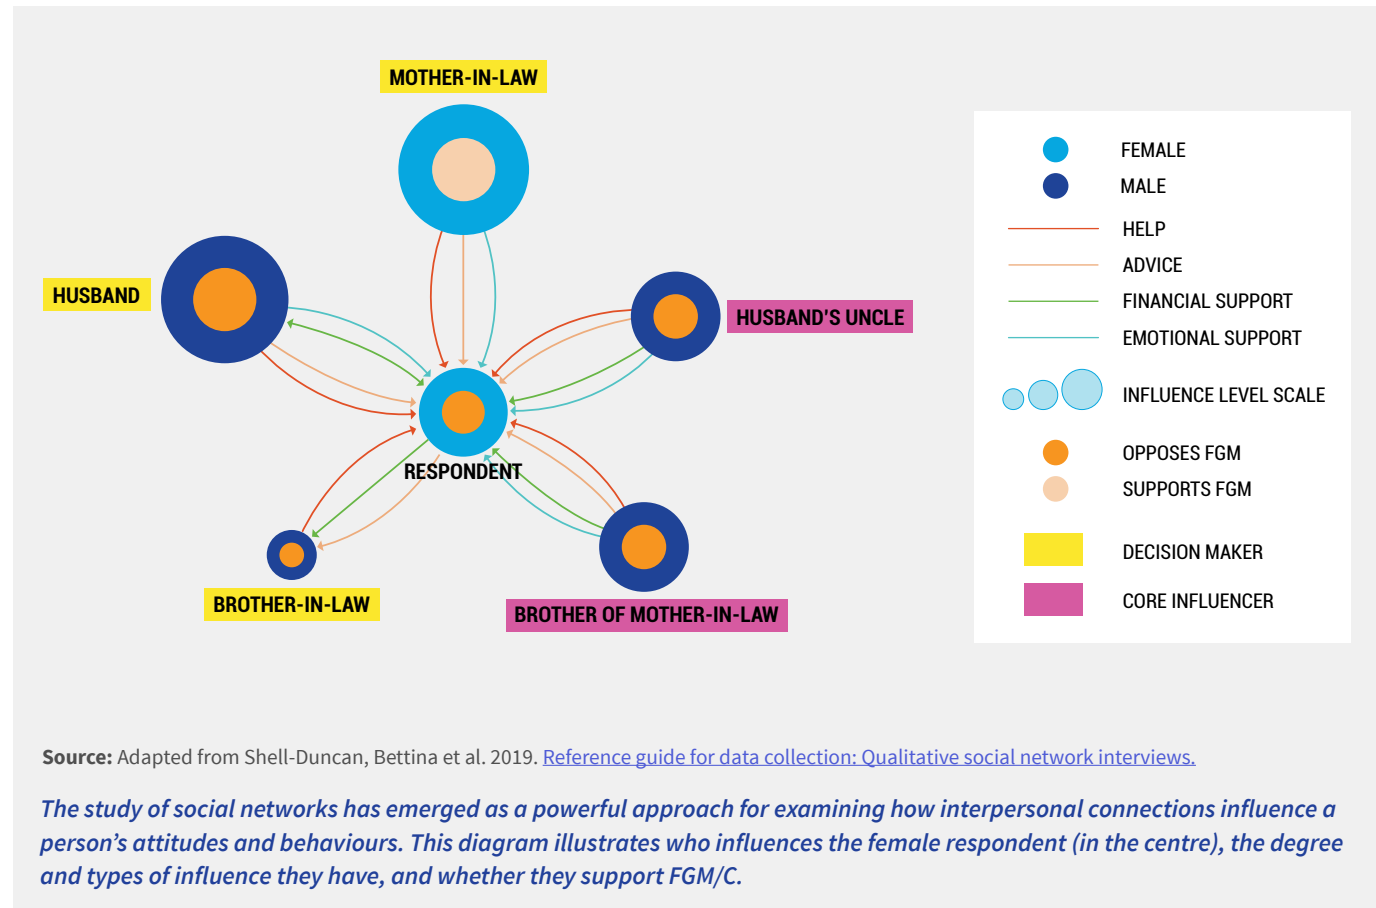 MOTHER-IN-LAW
HUSBAND
HUSBAND'S UNCLE
RESPONDENT
BROTHER-IN-LAW
BROTHER OF MOTHER-IN-LAW
FEMALE
MALE
HELP
ADVICE
FINANCIAL SUPPORT
EMOTIONAL SUPPORT
INFLUENCE LEVEL SCALE
OPPOSES FGM
SUPPORTS FGM
DECISION MAKER
CORE INFLUENCER
Source: Adapted from Shell-Duncan, Bettina et al. 2019. Reference guide for data collection: Qualitative social network interviews.
The study of social networks has emerged as a powerful approach for examining how interpersonal connections influence a
person's attitudes and behaviours. This diagram illustrates who influences the female respondent (in the centre), the degree
and types of influence they have, and whether they support FGM/C.